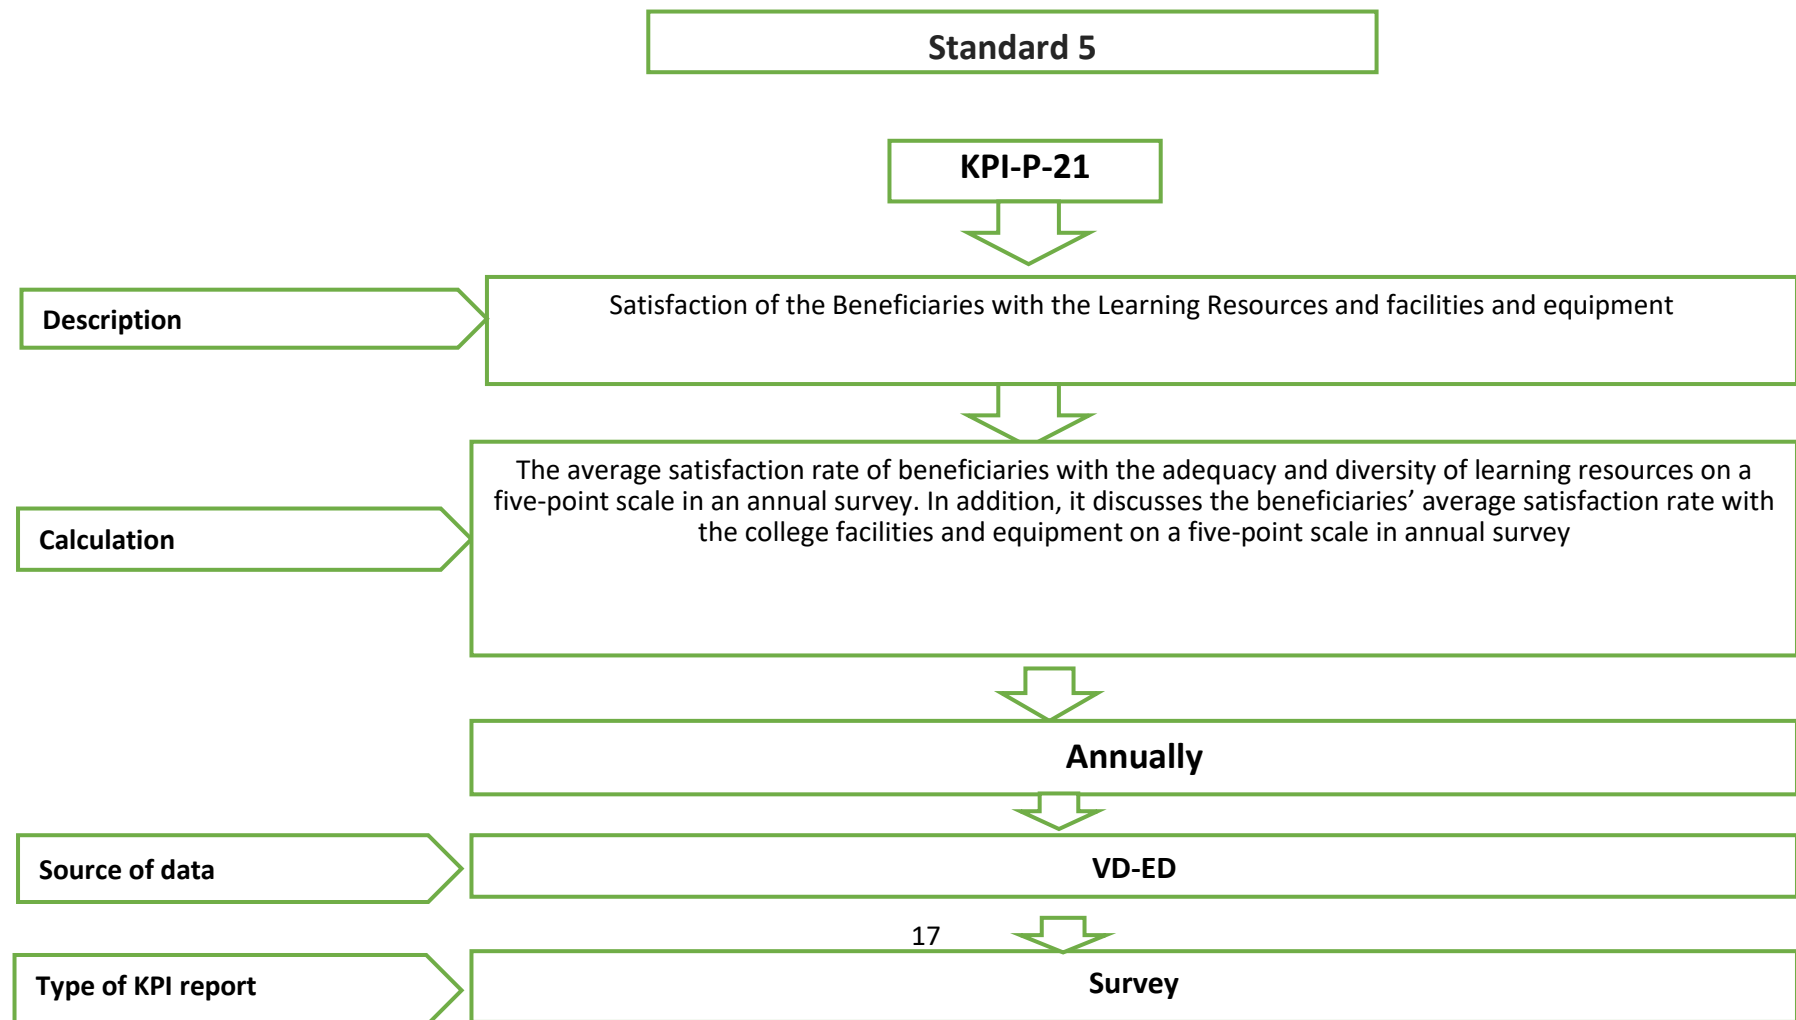 Standard 5
KPI-P-21
Description
Satisfaction of the Beneficiaries with the Learning Resources and facilities and equipment
Calculation
The average satisfaction rate of beneficiaries with the adequacy and diversity of learning resources on a
five-point scale in an annual survey. In addition, it discusses the beneficiaries’ average satisfaction rate with
the college facilities and equipment on a five-point scale in annual survey
Annually
Source of data
VD-ED
17
Type of KPI report
Survey